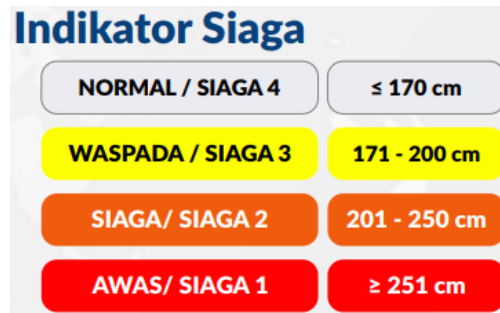 Indikator Siaga
NORMAL / SIAGA 4 ≤ 170 cm
WASPADA / SIAGA 3 171 - 200 cm
SIAGA/ SIAGA 2 201 - 250 cm
AWAS/ SIAGA 1 ≥ 251 cm